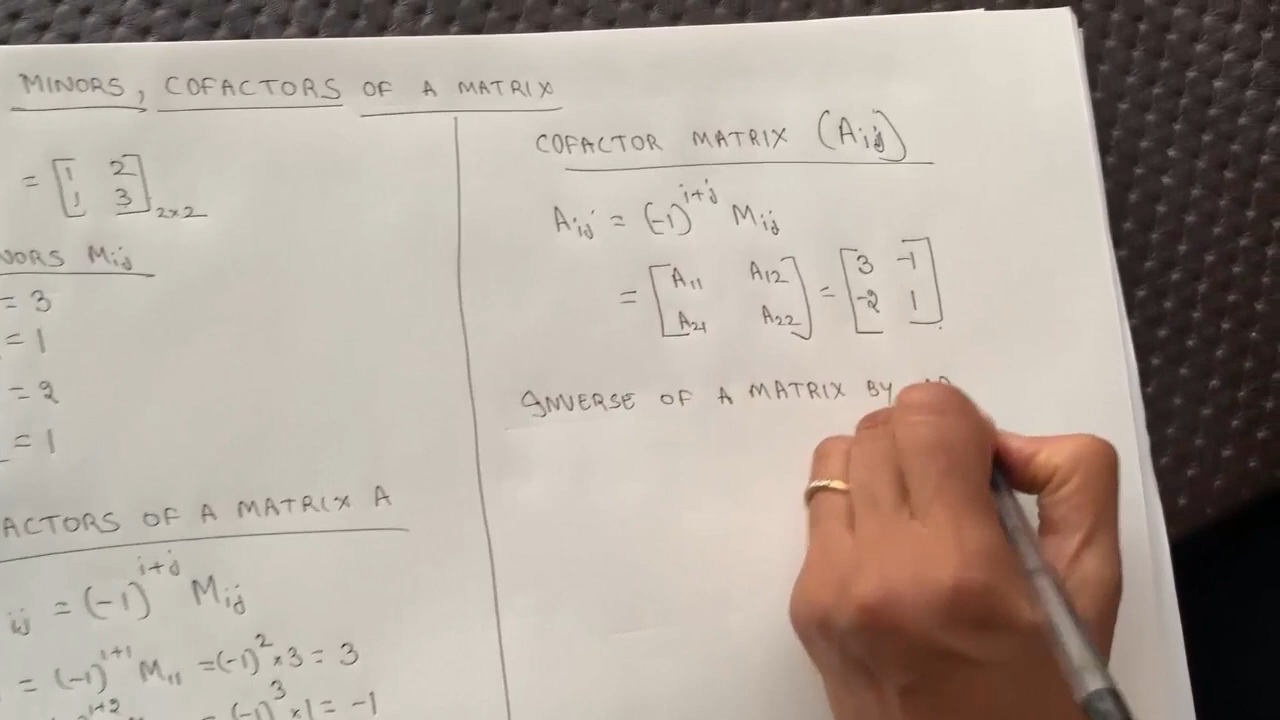 MINORS, COFACTORS OF A MATRIX
= [1 2
1 3]2x2
NORS Mij
= 3
= 1
= 2
= 1
ACTORS OF A MATRIX A
ij = (-1)^i+j Mij
= (-1)^1+1 M11 = (-1)^2 × 3 = 3
1+2 = (-1)^3 ×1 = -1
COFACTOR MATRIX (Aij)
Aij = (-1)^i+j Mij
= [A11 A12
A21 A22] = [3 -1
-2 1]
INVERSE OF A MATRIX BY